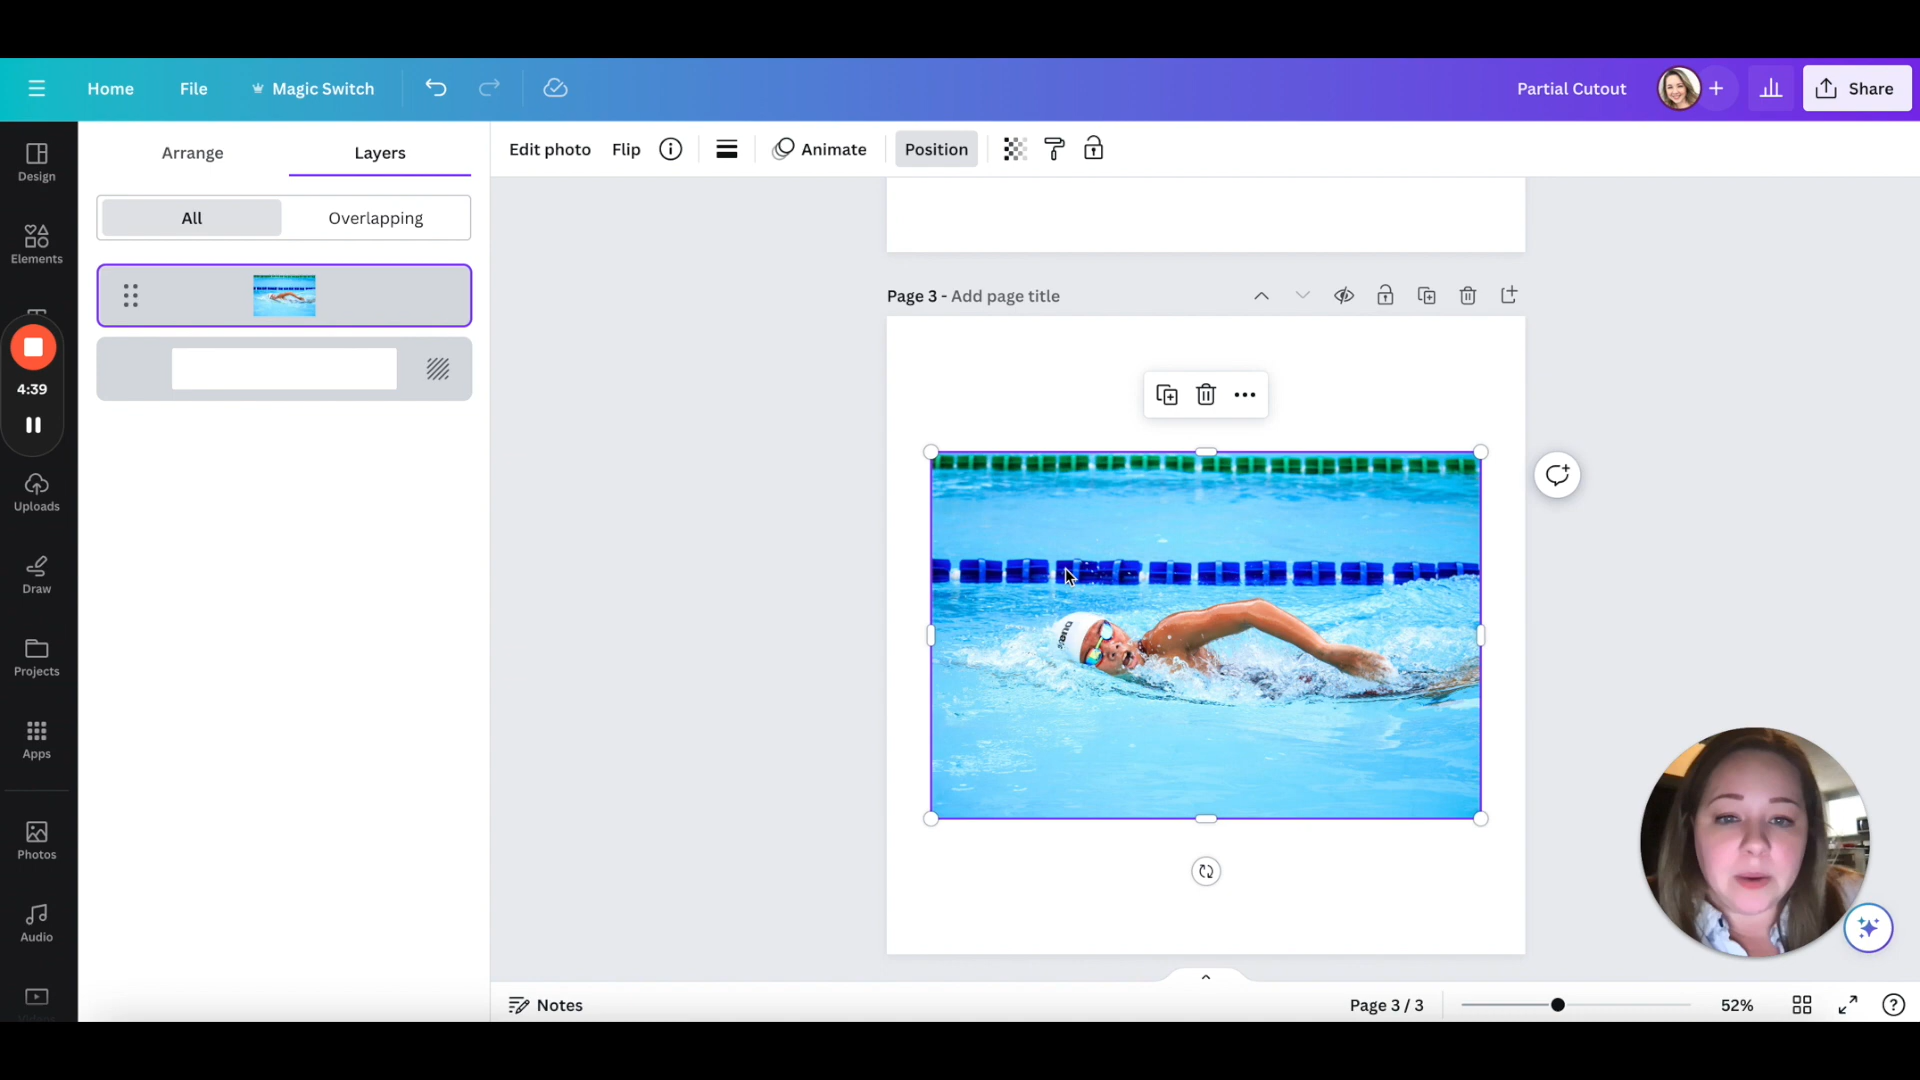 Home File Magic Switch Partial Cutout Share
Edit photo Flip Animate Position
Arrange Layers
All Overlapping
Design
Elements
4:39
Uploads
Draw
Projects
Apps
Photos
Audio
Page 3 - Add page title
arena
Notes Page 3 / 3 52%